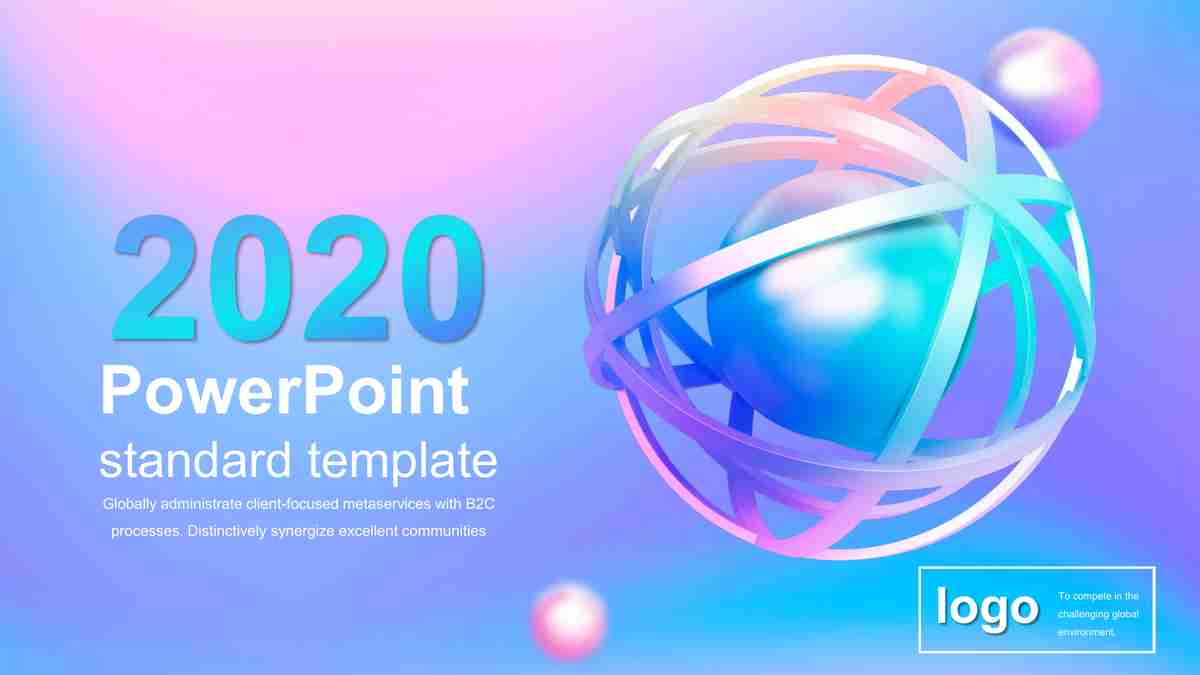 2020
PowerPoint
standard template
Globally administrate client-focused metaservices with B2C
processes. Distinctively synergize excellent communities
logo
To compete in the
challenging global
environment.